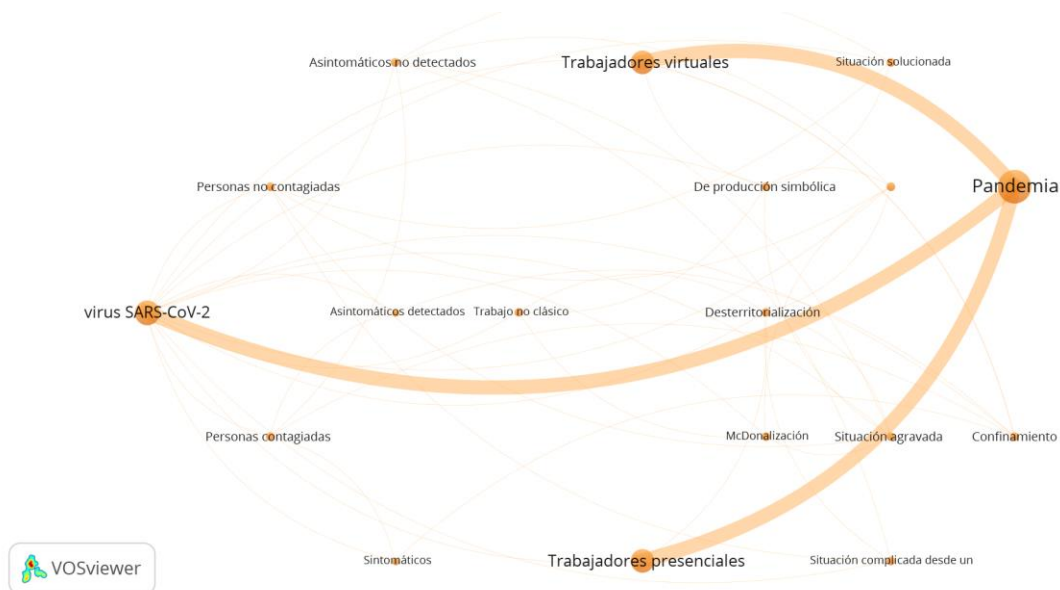 Asintomáticos no detectados
Trabajadores virtuales
Situación solucionada
Personas no contagiadas
De producción simbólica
Pandemia
virus SARS-CoV-2
Asintomáticos detectados
Trabajo no clásico
Desterritorialización
Personas contagiadas
McDonalización
Situación agravada
Confinamiento
Sintomáticos
Trabajadores presenciales
Situación complicada desde un
VOSviewer